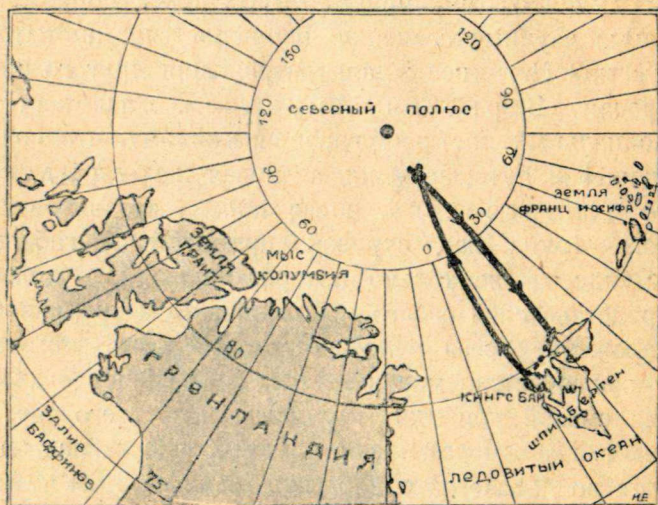 150
120
120
90
СЕВЕРНЫЙ ПОЛЮС
90
60
60
30
0
ЗЕМЛЯ
ФРАНЦ ИОСИФА
ЗЕМЛЯ
ГРАНТ
МЫС
КОЛУМБИЯ
80
ГРЕНЛАНДИЯ
КИНГС БАЙ
ШПИЦБЕРГЕН
ЗАЛИВ
БАФФИНОВ
75
ЛЕДОВИТЫЙ ОКЕАН
Н.Е.